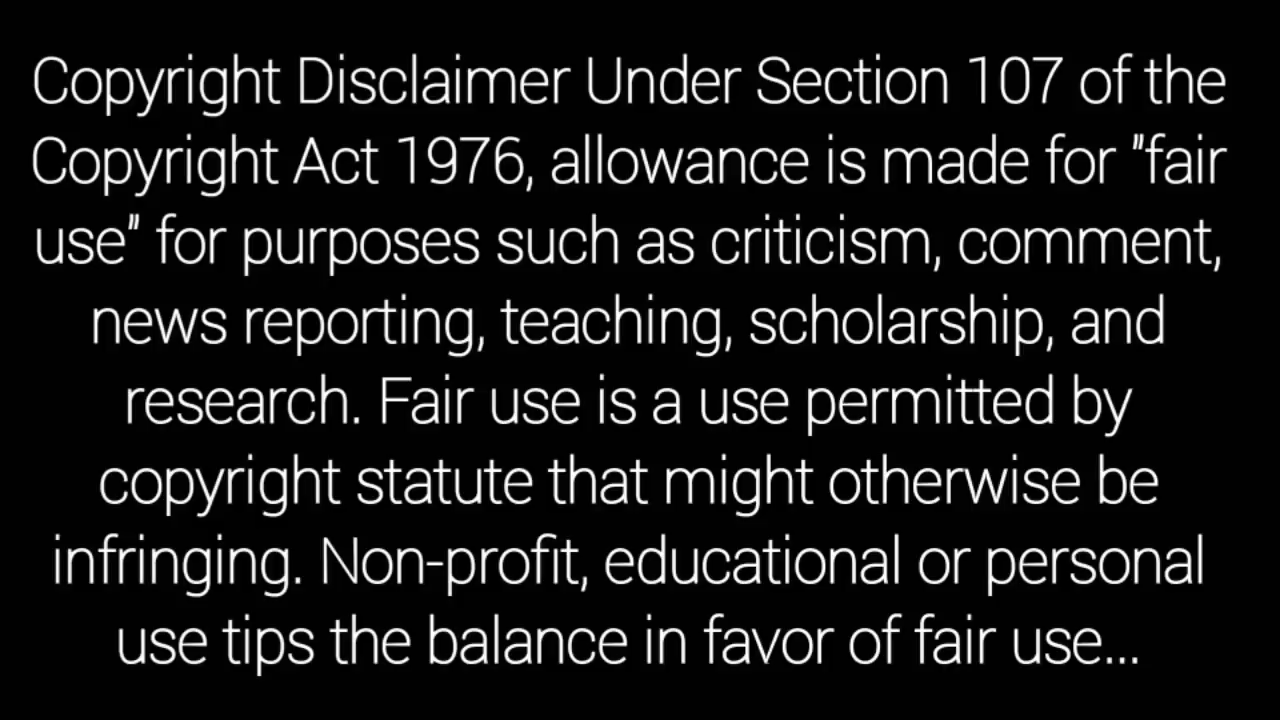 Copyright Disclaimer Under Section 107 of the
Copyright Act 1976, allowance is made for "fair
use" for purposes such as criticism, comment,
news reporting, teaching, scholarship, and
research. Fair use is a use permitted by
copyright statute that might otherwise be
infringing. Non-profit, educational or personal
use tips the balance in favor of fair use...